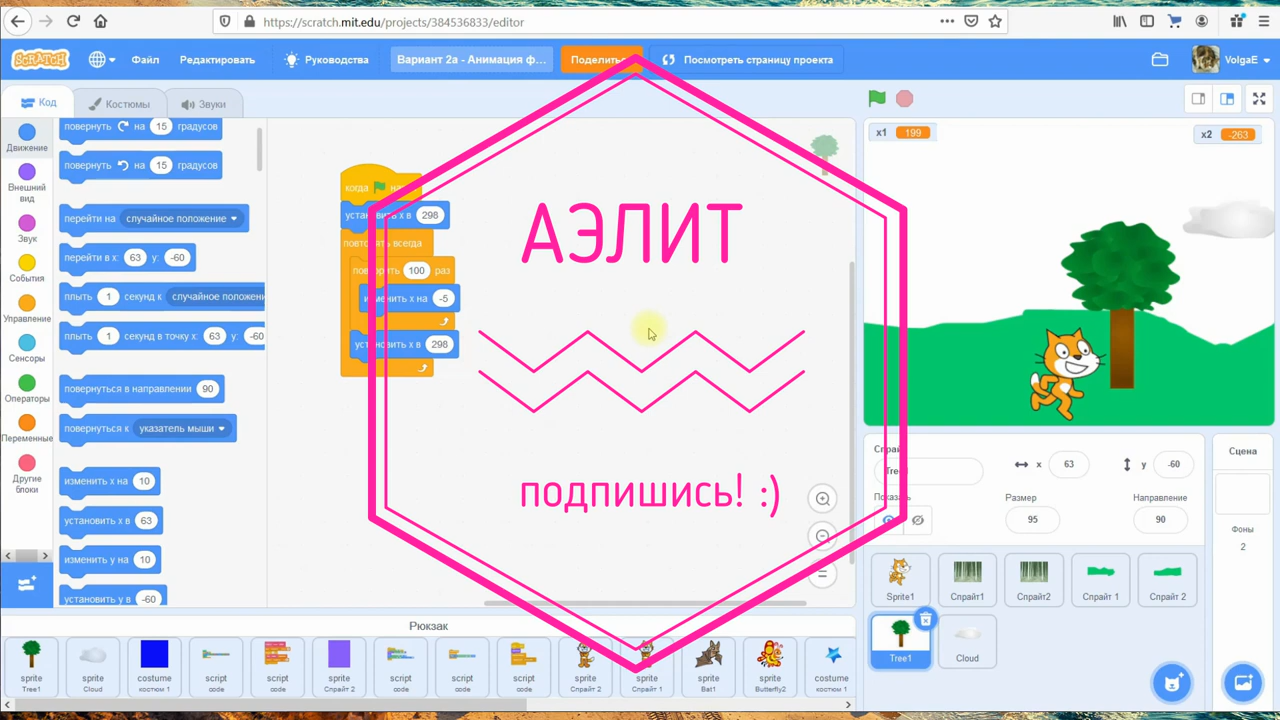 https://scratch.mit.edu/projects/384536833/editor
SCRATCH
Файл
Редактировать
Руководства
Вариант 2а - Анимация ф...
Поделиться
Посмотреть страницу проекта
VolgaE
Код
Костюмы
Звуки
Движение
Внешний вид
Звук
События
Управление
Сенсоры
Операторы
Переменные
Другие блоки
повернуть на 15 градусов
повернуть на 15 градусов
перейти на случайное положение
перейти в x: 63 y: -60
плыть 1 секунд к случайное положени
плыть 1 секунд в точку x: 63 y: -60
повернуться в направлении 90
повернуться к указатель мыши
изменить x на 10
установить x в 63
изменить y на 10
установить y в -60
когда
установить x в 298
повторять всегда
повторить 100 раз
изменить x на -5
установить x в 298
АЭЛИТ
подпишись! :)
x1 199
x2 -263
Спрайт
Tree1
x 63
y -60
Показать
Размер
95
Направление
90
Сцена
Фоны
2
Sprite1
Спрайт1
Спрайт2
Спрайт 1
Спрайт 2
Tree1
Cloud
Рюкзак
sprite
Tree1
sprite
Cloud
costume
костюм 1
script
code
script
code
sprite
Спрайт 2
script
code
script
code
script
code
sprite
Спрайт 2
sprite
Спрайт 1
sprite
Bat1
sprite
Butterfly2
costume
костюм 1